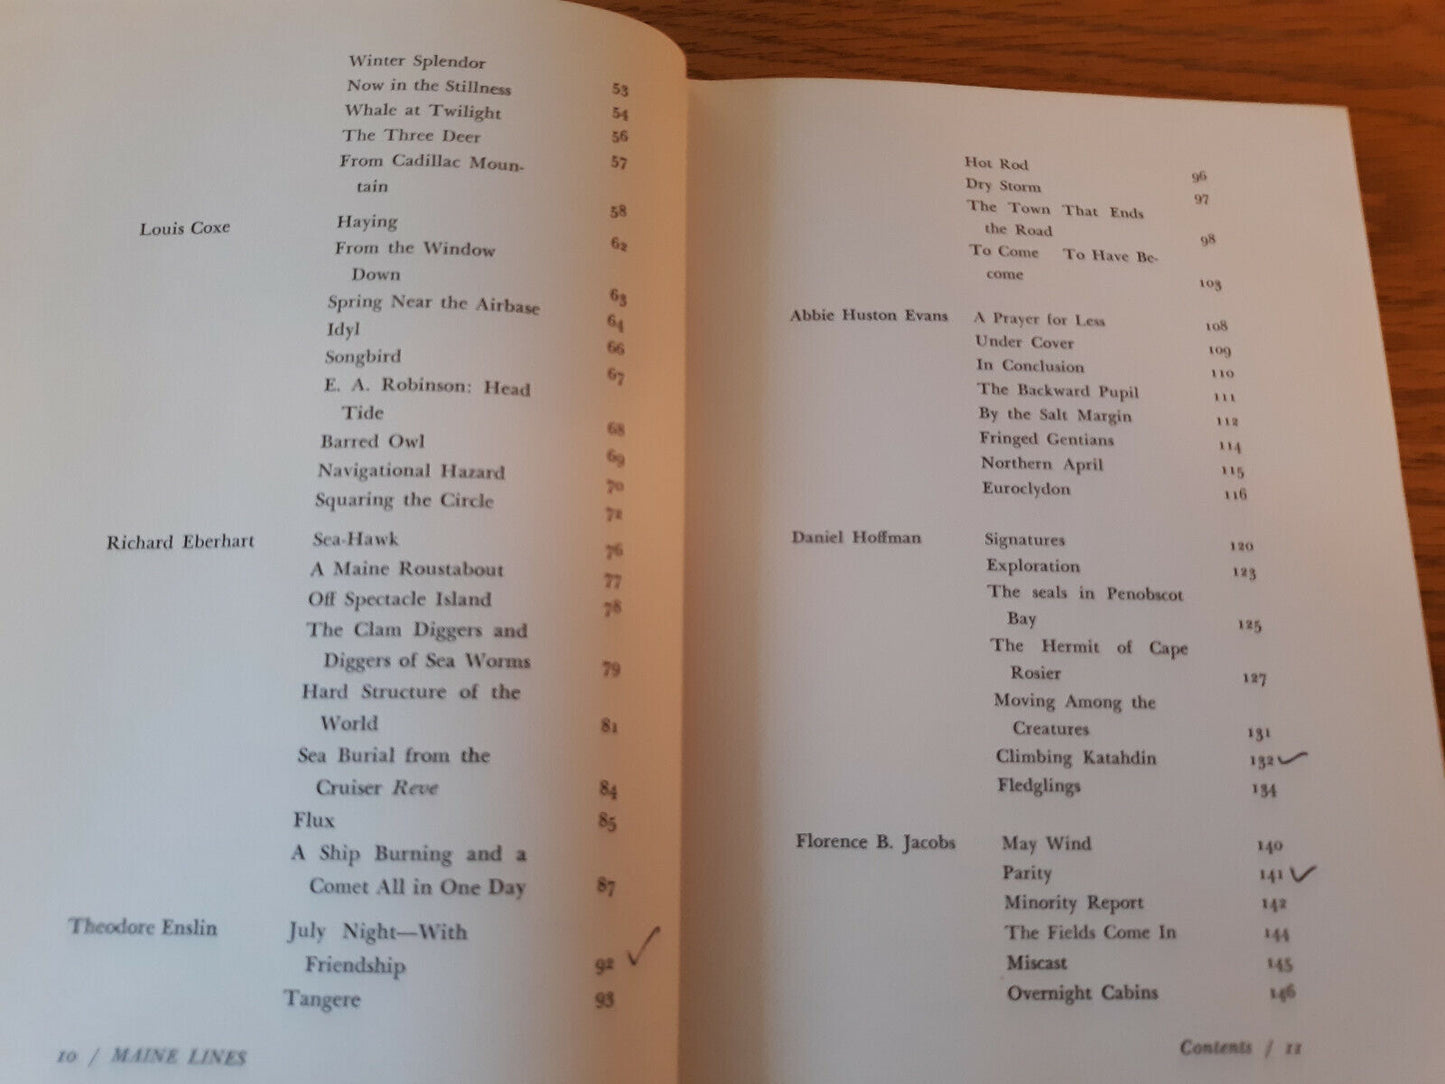 Winter Splendor 53
Now in the Stillness 54
Whale at Twilight 56
The Three Deer 57
From Cadillac Moun-
tain 58
Louis Coxe Haying 62
From the Window
Down 63
Spring Near the Airbase 64
Idyl 66
Songbird 67
E. A. Robinson: Head
Tide 68
Barred Owl 69
Navigational Hazard 70
Squaring the Circle 72
Richard Eberhart Sea-Hawk 76
A Maine Roustabout 77
Off Spectacle Island 78
The Clam Diggers and
Diggers of Sea Worms 79
Hard Structure of the
World 81
Sea Burial from the
Cruiser Reve 84
Flux 85
A Ship Burning and a
Comet All in One Day 87
Theodore Enslin July Night—With
Friendship 92 ✓
Tangere 93
10 / MAINE LINES
Hot Rod 96
Dry Storm 97
The Town That Ends
the Road 98
To Come To Have Be-
come 103
Abbie Huston Evans A Prayer for Less 108
Under Cover 109
In Conclusion 110
The Backward Pupil 111
By the Salt Margin 112
Fringed Gentians 114
Northern April 115
Euroclydon 116
Daniel Hoffman Signatures 120
Exploration 123
The seals in Penobscot
Bay 125
The Hermit of Cape
Rosier 127
Moving Among the
Creatures 131
Climbing Katahdin 132 ✓
Fledglings 134
Florence B. Jacobs May Wind 140
Parity 141 ✓
Minority Report 142
The Fields Come In 144
Miscast 145
Overnight Cabins 146
Contents / 11